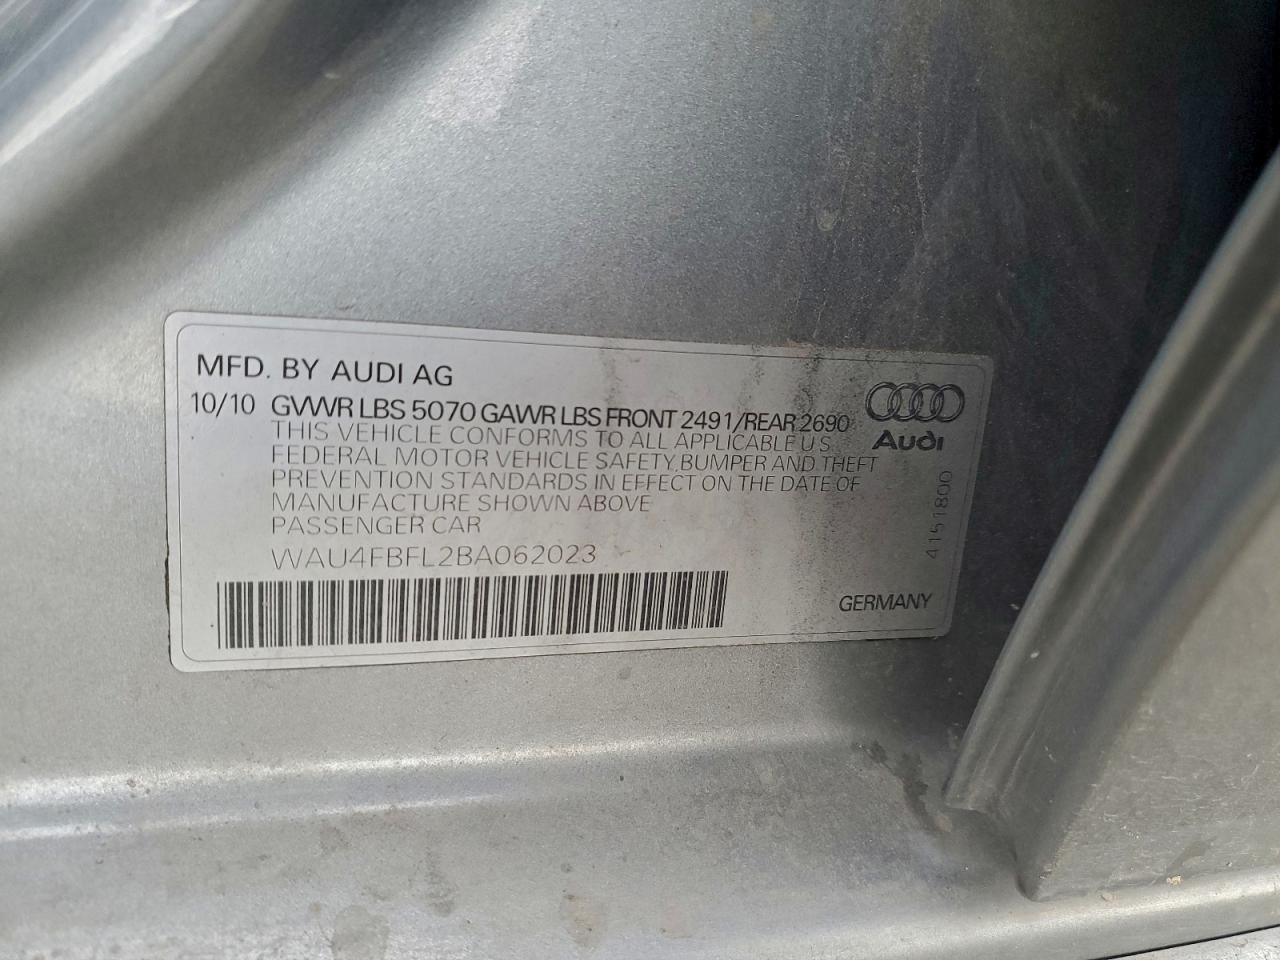 MFD. BY AUDI AG
10/10 GVWR LBS 5070 GAWR LBS FRONT 2491/REAR 2690
THIS VEHICLE CONFORMS TO ALL APPLICABLE U.S.
FEDERAL MOTOR VEHICLE SAFETY, BUMPER AND THEFT
PREVENTION STANDARDS IN EFFECT ON THE DATE OF
MANUFACTURE SHOWN ABOVE
PASSENGER CAR
WAU4FBFL2BA062023
Audi
4151800
GERMANY